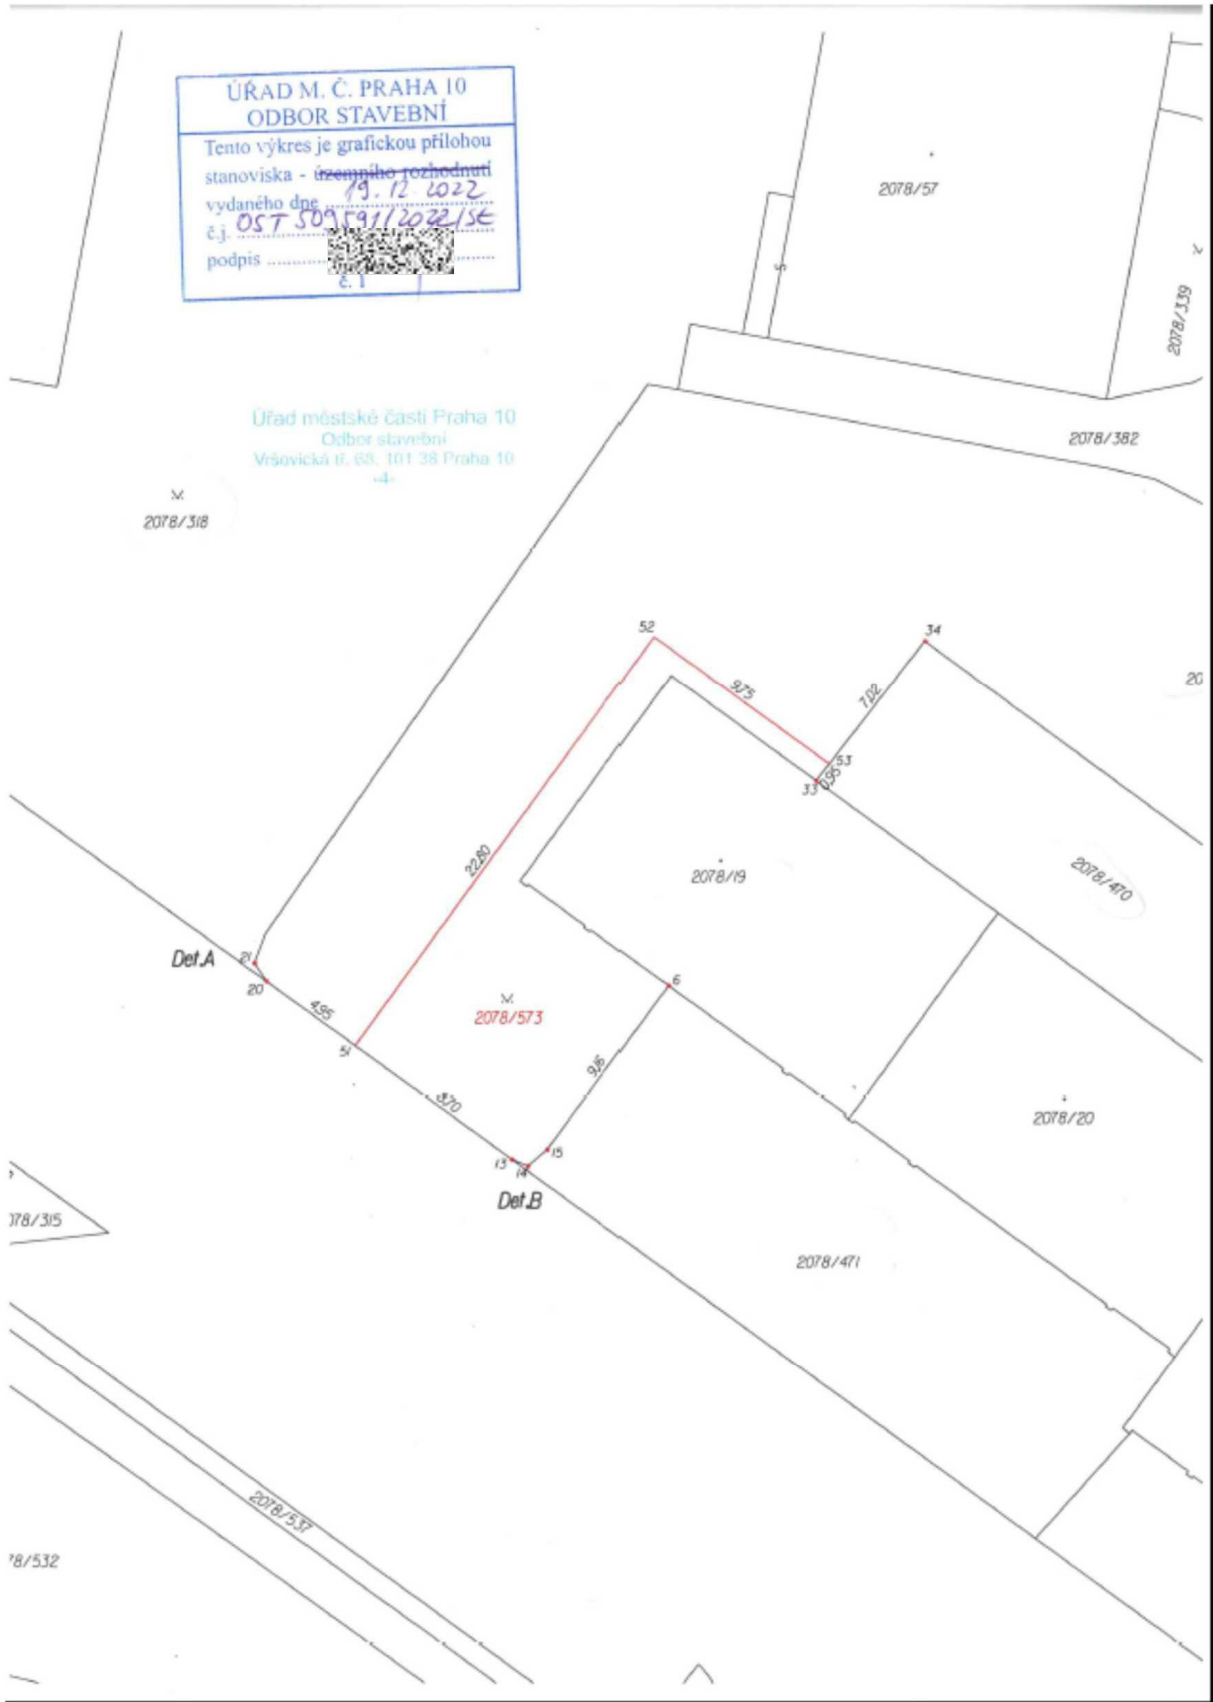 ÚŘAD M. Č. PRAHA 10
ODBOR STAVEBNÍ
Tento výkres je grafickou přílohou
stanoviska - územního rozhodnutí
vydaného dne 19. 12. 2022
č.j. OST 509591/2022/SE
podpis
č. 1
2078/57
S
2078/339
Úřad městské části Praha 10
Odbor stavební
Vršovická tř. 68, 101 38 Praha 10
-4-
2078/382
2078/318
52
34
20
9,75
7,02
53
0,95
33
22,80
2078/19
2078/470
Det.A
21
20
6
4,95
2078/573
51
9,16
8,70
2078/20
13
14
15
Det.B
078/315
2078/471
2078/537
78/532